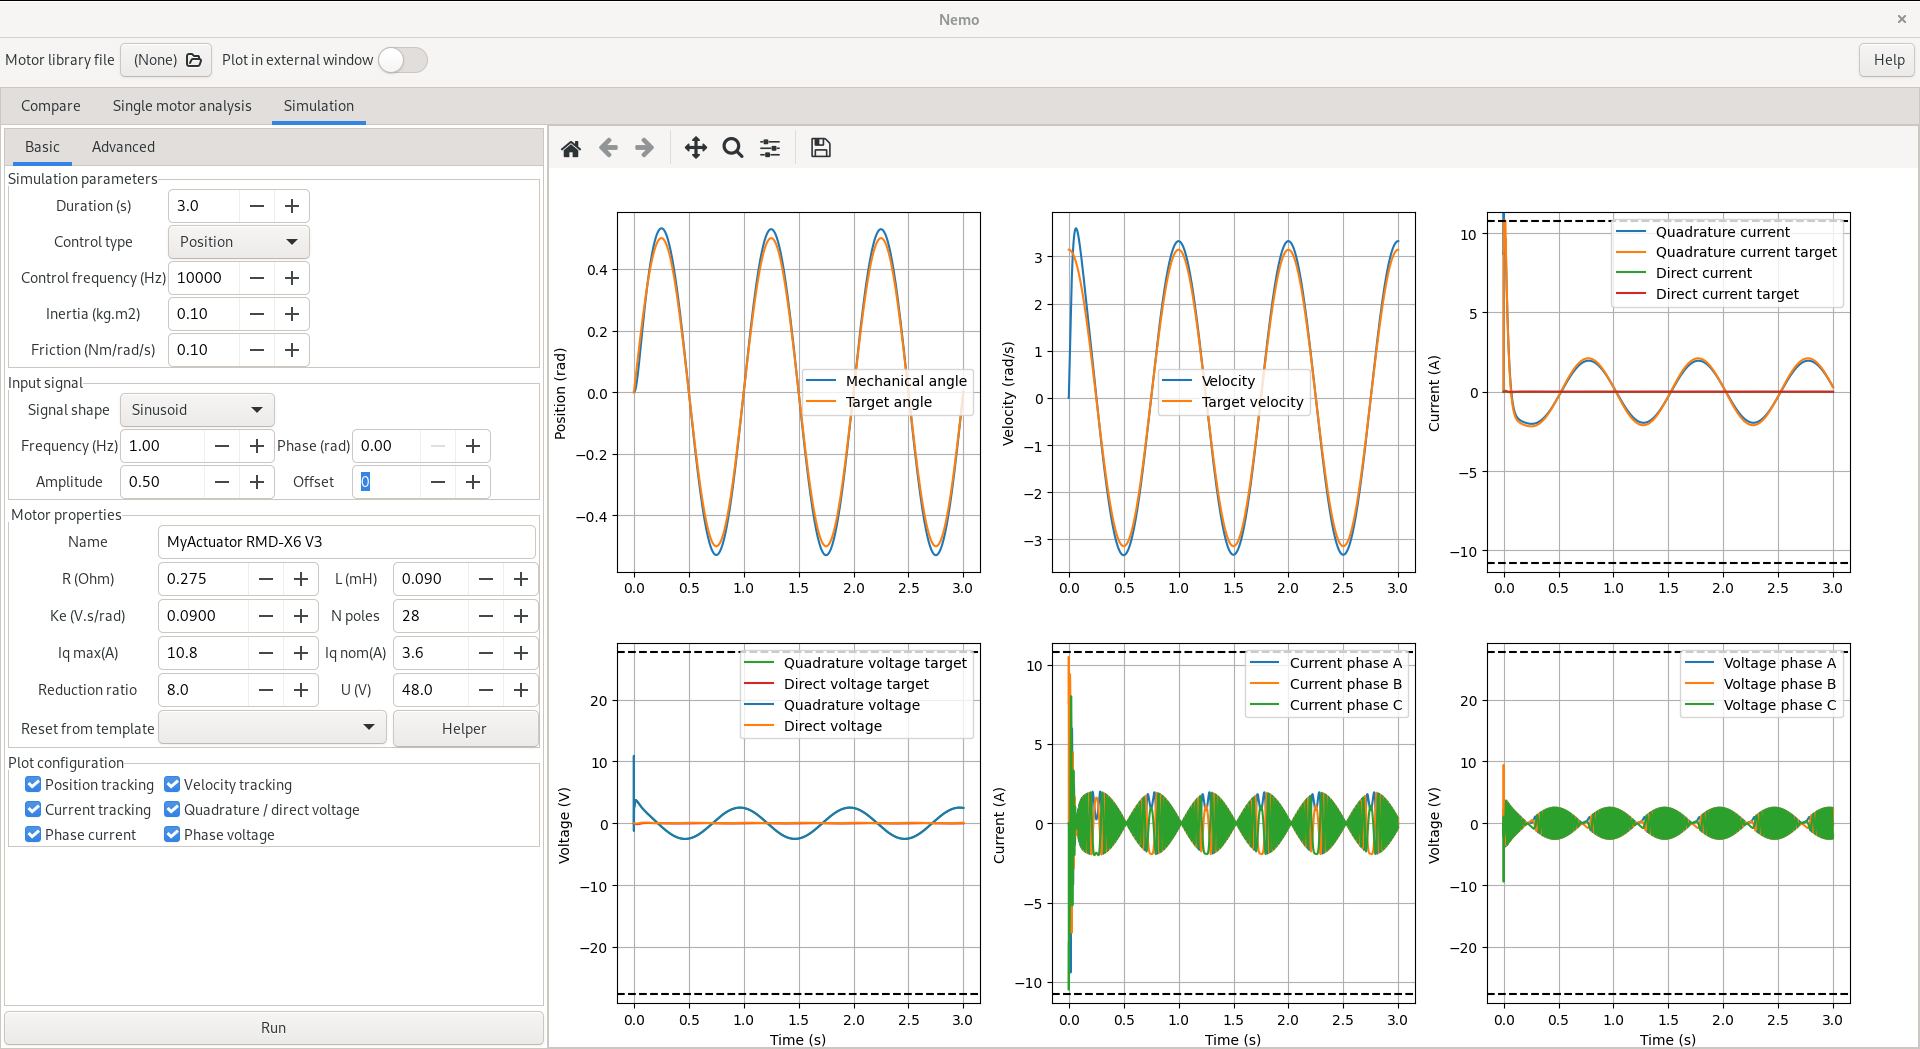 Nemo
Motor library file (None) Plot in external window Help
Compare Single motor analysis Simulation
Basic Advanced
Simulation parameters
Duration (s) 3.0
Control type Position
Control frequency (Hz) 10000
Inertia (kg.m2) 0.10
Friction (Nm/rad/s) 0.10
Input signal
Signal shape Sinusoid
Frequency (Hz) 1.00 Phase (rad) 0.00
Amplitude 0.50 Offset 0
Motor properties
Name MyActuator RMD-X6 V3
R (Ohm) 0.275 L (mH) 0.090
Ke (V.s/rad) 0.0900 N poles 28
Iq max(A) 10.8 Iq nom(A) 3.6
Reduction ratio 8.0 U (V) 48.0
Reset from template Helper
Plot configuration
Position tracking Velocity tracking
Current tracking Quadrature / direct voltage
Phase current Phase voltage
Run
Position (rad)
0.4
0.2
0.0
−0.2
−0.4
Mechanical angle
Target angle
0.0 0.5 1.0 1.5 2.0 2.5 3.0
Velocity (rad/s)
3
2
1
0
−1
−2
−3
Velocity
Target velocity
0.0 0.5 1.0 1.5 2.0 2.5 3.0
Current (A)
10
5
0
−5
−10
Quadrature current
Quadrature current target
Direct current
Direct current target
0.0 0.5 1.0 1.5 2.0 2.5 3.0
Voltage (V)
20
10
0
−10
−20
Quadrature voltage target
Direct voltage target
Quadrature voltage
Direct voltage
0.0 0.5 1.0 1.5 2.0 2.5 3.0
Time (s)
Current (A)
10
5
0
−5
−10
Current phase A
Current phase B
Current phase C
0.0 0.5 1.0 1.5 2.0 2.5 3.0
Time (s)
Voltage (V)
20
10
0
−10
−20
Voltage phase A
Voltage phase B
Voltage phase C
0.0 0.5 1.0 1.5 2.0 2.5 3.0
Time (s)